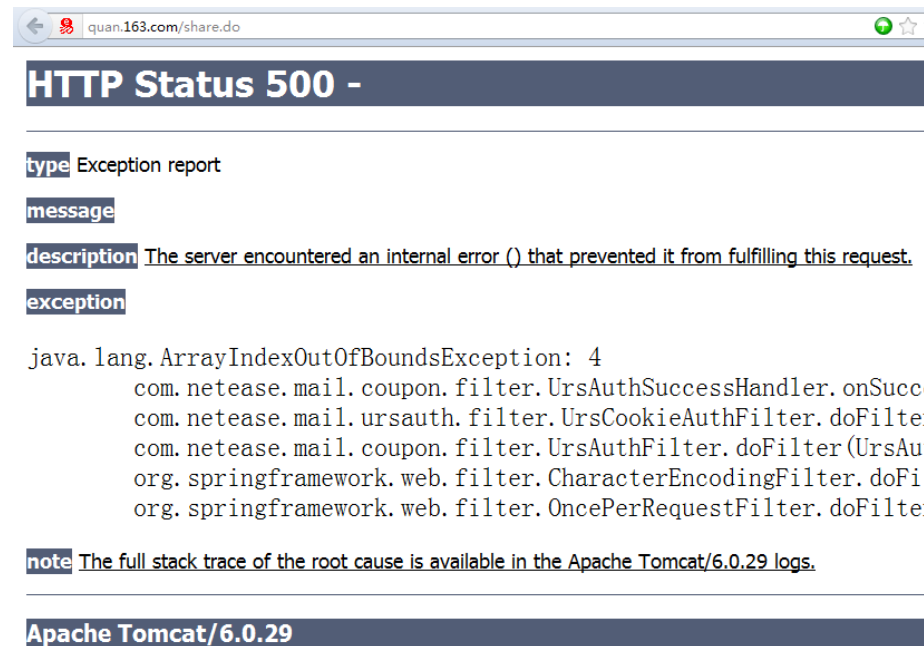 quan.163.com/share.do
HTTP Status 500 -
type Exception report
message
description The server encountered an internal error () that prevented it from fulfilling this request.
exception
java.lang.ArrayIndexOutOfBoundsException: 4
com.netease.mail.coupon.filter.UrsAuthSuccessHandler.onSucc
com.netease.mail.ursauth.filter.UrsCookieAuthFilter.doFilte
com.netease.mail.coupon.filter.UrsAuthFilter.doFilter(UrsAu
org.springframework.web.filter.CharacterEncodingFilter.doFi
org.springframework.web.filter.OncePerRequestFilter.doFilte
note The full stack trace of the root cause is available in the Apache Tomcat/6.0.29 logs.
Apache Tomcat/6.0.29